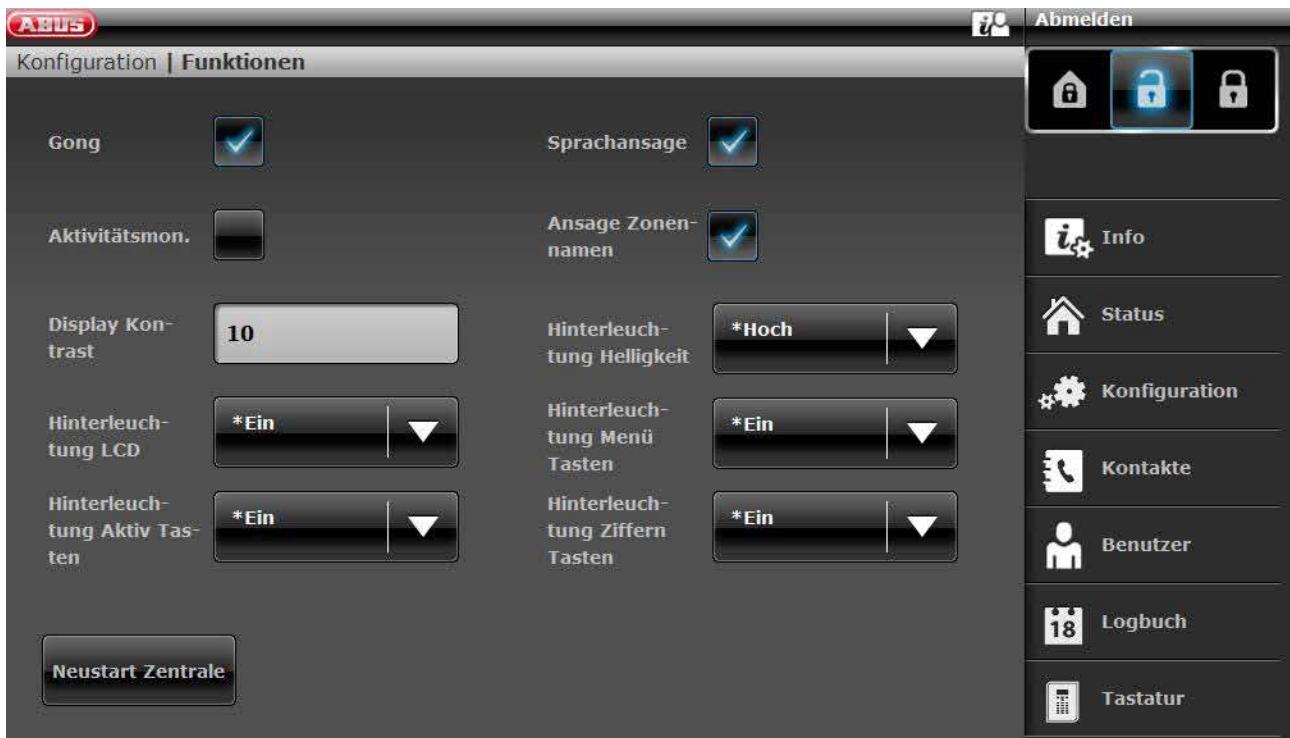 ABUS
Abmelden
Konfiguration | Funktionen
Gong
Sprachansage
Aktivitätsmon.
Ansage Zonen-
namen
Display Kon-
trast
10
Hinterleuch-
tung Helligkeit
*Hoch
Hinterleuch-
tung LCD
*Ein
Hinterleuch-
tung Menü
Tasten
*Ein
Hinterleuch-
tung Aktiv Tas-
ten
*Ein
Hinterleuch-
tung Ziffern
Tasten
*Ein
Neustart Zentrale
Info
Status
Konfiguration
Kontakte
Benutzer
18
Logbuch
Tastatur